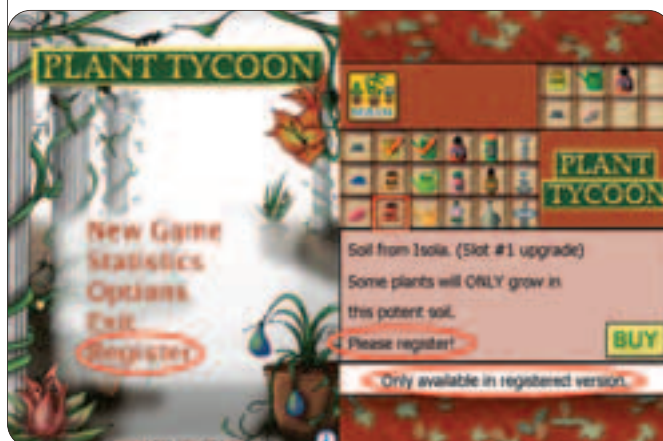 PLANT TYCOON
New Game
Statistics
Options
Exit
Register
PLANT
TYCOON
Soil from Isola. (Slot #1 upgrade)
Some plants will ONLY grow in
this potent soil.
Please register!
BUY
Only available in registered version.